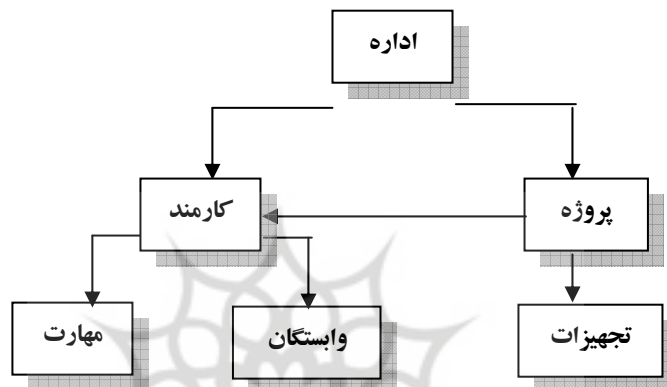 اداره
کارمند
پروژه
مهارت
وابستگان
تجهیزات